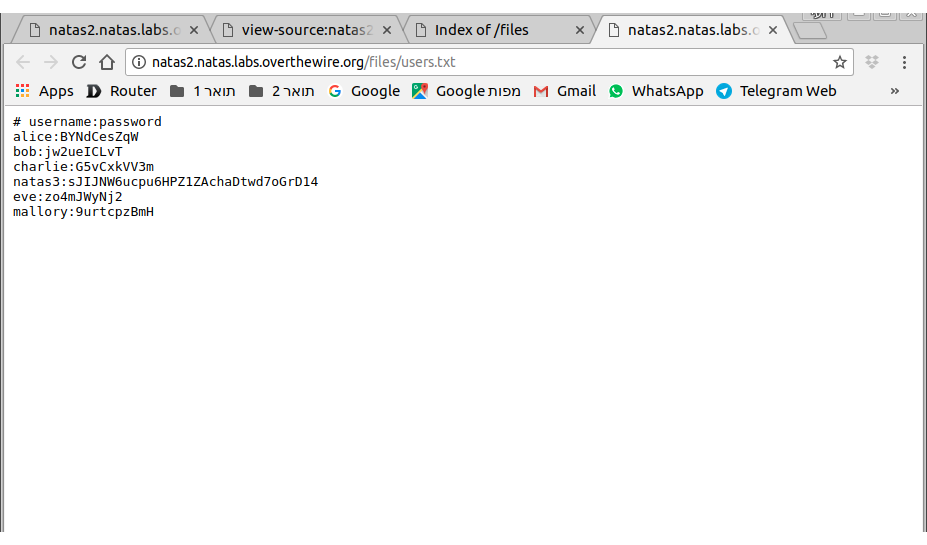 natas2.natas.labs.o
view-source:natas2
Index of /files
natas2.natas.labs.o
natas2.natas.labs.overthewire.org/files/users.txt
Apps Router תואר 1 תואר 2 Google Google מפות Gmail WhatsApp Telegram Web »
# username:password
alice:BYNdCesZqW
bob:jw2ueICLvT
charlie:G5vCxkVV3m
natas3:sJIJNW6ucpu6HPZ1ZAchaDtwd7oGrD14
eve:zo4mJWyNj2
mallory:9urtcpzBmH